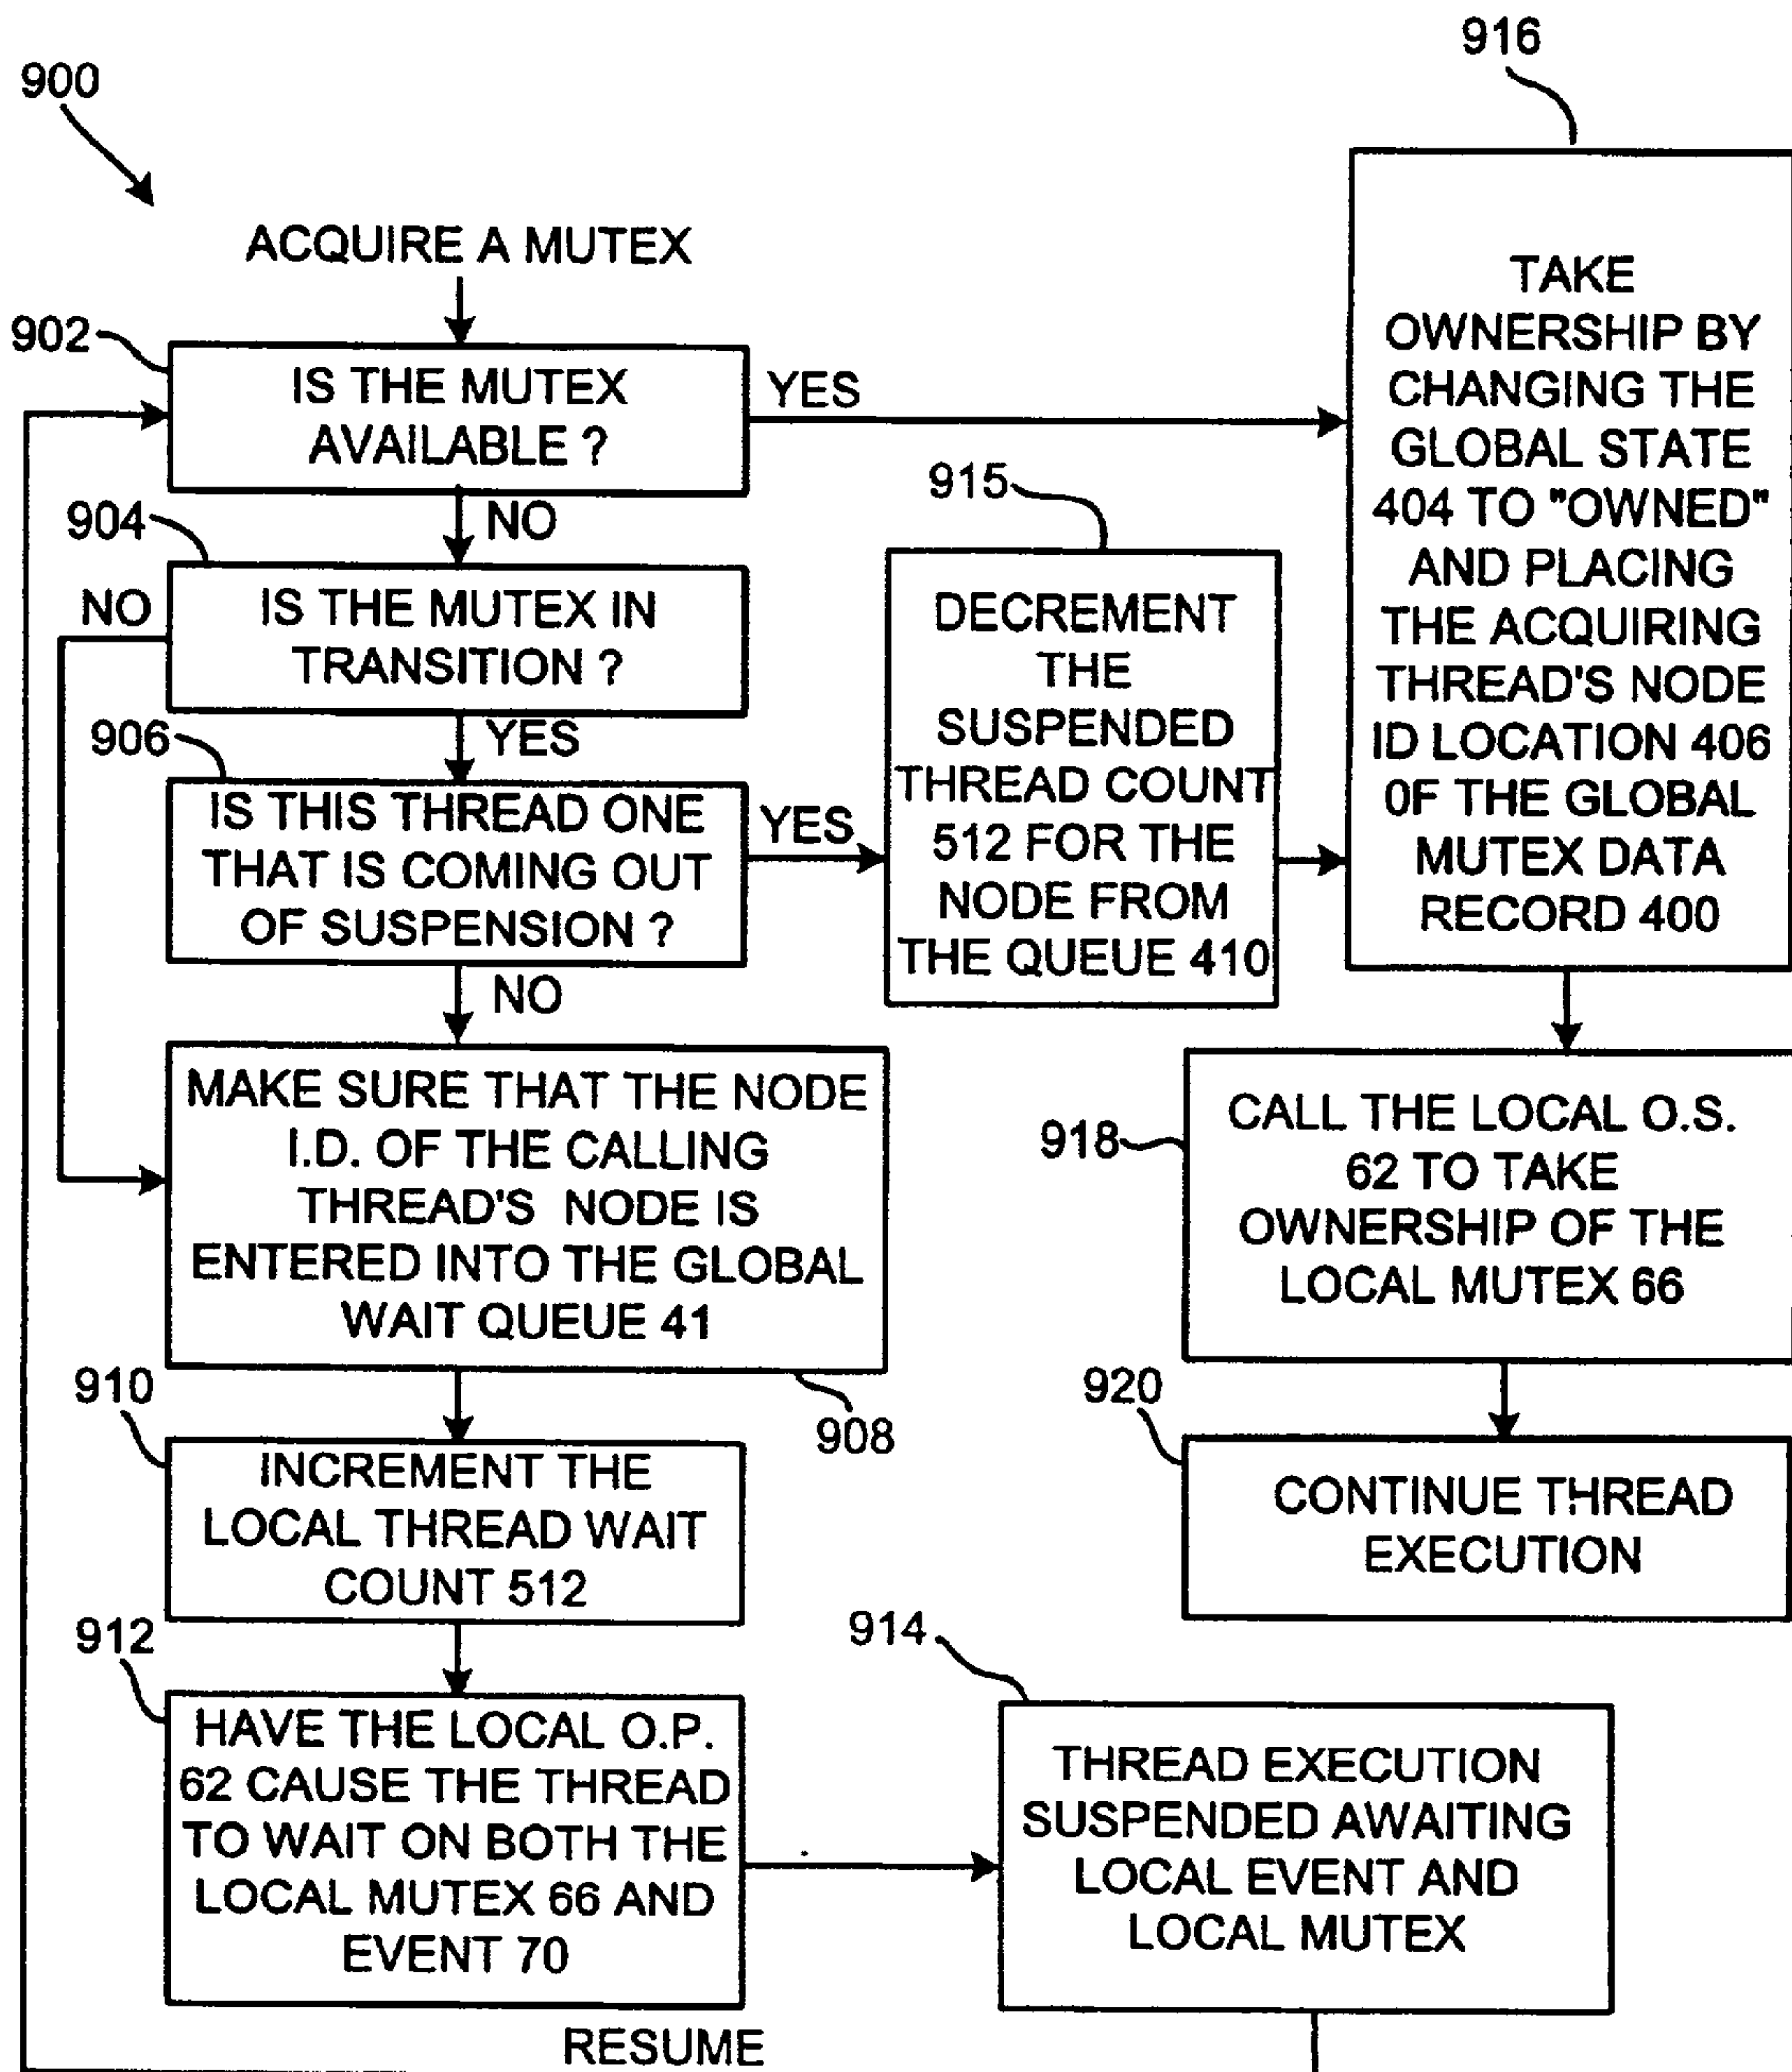 900
916
ACQUIRE A MUTEX
902
IS THE MUTEX
AVAILABLE ?
YES
NO
904
NO
IS THE MUTEX IN
TRANSITION ?
YES
906
IS THIS THREAD ONE
THAT IS COMING OUT
OF SUSPENSION ?
YES
NO
915
DECREMENT
THE
SUSPENDED
THREAD COUNT
512 FOR THE
NODE FROM
THE QUEUE 410
TAKE
OWNERSHIP BY
CHANGING THE
GLOBAL STATE
404 TO "OWNED"
AND PLACING
THE ACQUIRING
THREAD'S NODE
ID LOCATION 406
0F THE GLOBAL
MUTEX DATA
RECORD 400
MAKE SURE THAT THE NODE
I.D. OF THE CALLING
THREAD'S NODE IS
ENTERED INTO THE GLOBAL
WAIT QUEUE 41
908
918
CALL THE LOCAL O.S.
62 TO TAKE
OWNERSHIP OF THE
LOCAL MUTEX 66
910
INCREMENT THE
LOCAL THREAD WAIT
COUNT 512
920
CONTINUE THREAD
EXECUTION
912
HAVE THE LOCAL O.P.
62 CAUSE THE THREAD
TO WAIT ON BOTH THE
LOCAL MUTEX 66 AND
EVENT 70
914
THREAD EXECUTION
SUSPENDED AWAITING
LOCAL EVENT AND
LOCAL MUTEX
RESUME